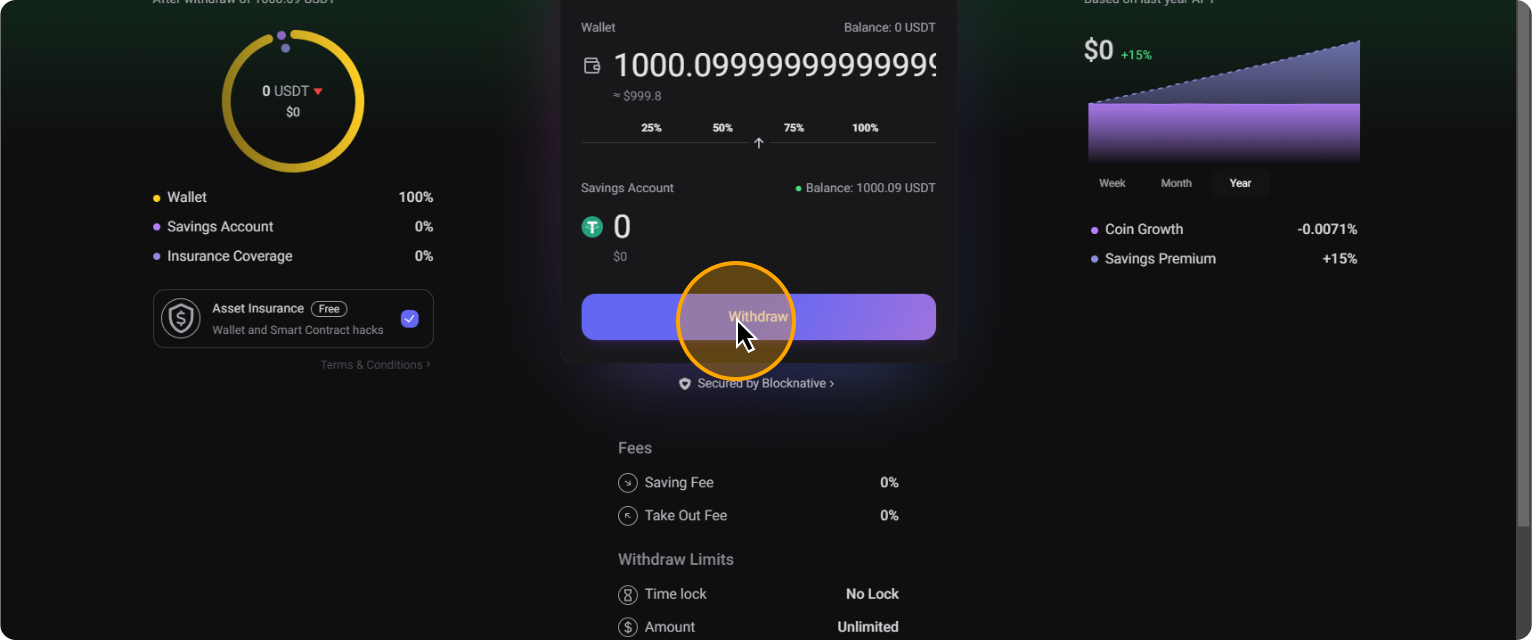 After withdraw of 1000.09 USDT
0 USDT
$0
Wallet 100%
Savings Account 0%
Insurance Coverage 0%
Asset Insurance Free
Wallet and Smart Contract hacks
Terms & Conditions >
Wallet Balance: 0 USDT
1000.0999999999999999
≈ $999.8
25% 50% 75% 100%
Savings Account Balance: 1000.09 USDT
0
$0
Withdraw
Secured by Blocknative >
Fees
Saving Fee 0%
Take Out Fee 0%
Withdraw Limits
Time lock No Lock
Amount Unlimited
Based on last year APY
$0 +15%
Week Month Year
Coin Growth -0.0071%
Savings Premium +15%